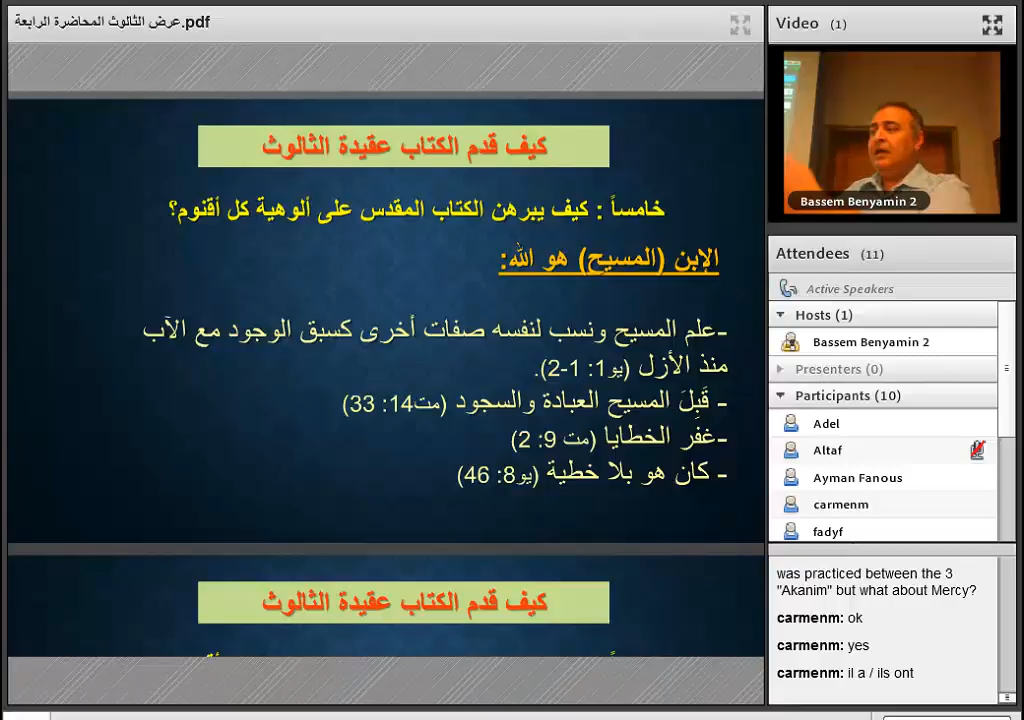 عرض الثالوث المحاضرة الرابعة.pdf
كيف قدم الكتاب عقيدة الثالوث
خامساً : كيف يبرهن الكتاب المقدس على ألوهية كل أقنوم؟
الإبن (المسيح) هو الله:
-علم المسيح ونسب لنفسه صفات أخرى كسبق الوجود مع الآب
منذ الأزل (يو1: 1-2).
- قَبِلَ المسيح العبادة والسجود (مت14: 33)
-غفر الخطايا (مت 9: 2)
- كان هو بلا خطية (يو8: 46)
كيف قدم الكتاب عقيدة الثالوث
Video (1)
Bassem Benyamin 2
Attendees (11)
Active Speakers
Hosts (1)
Bassem Benyamin 2
Presenters (0)
Participants (10)
Adel
Altaf
Ayman Fanous
carmenm
fadyf
was practiced between the 3
"Akanim" but what about Mercy?
carmenm: ok
carmenm: yes
carmenm: il a / ils ont